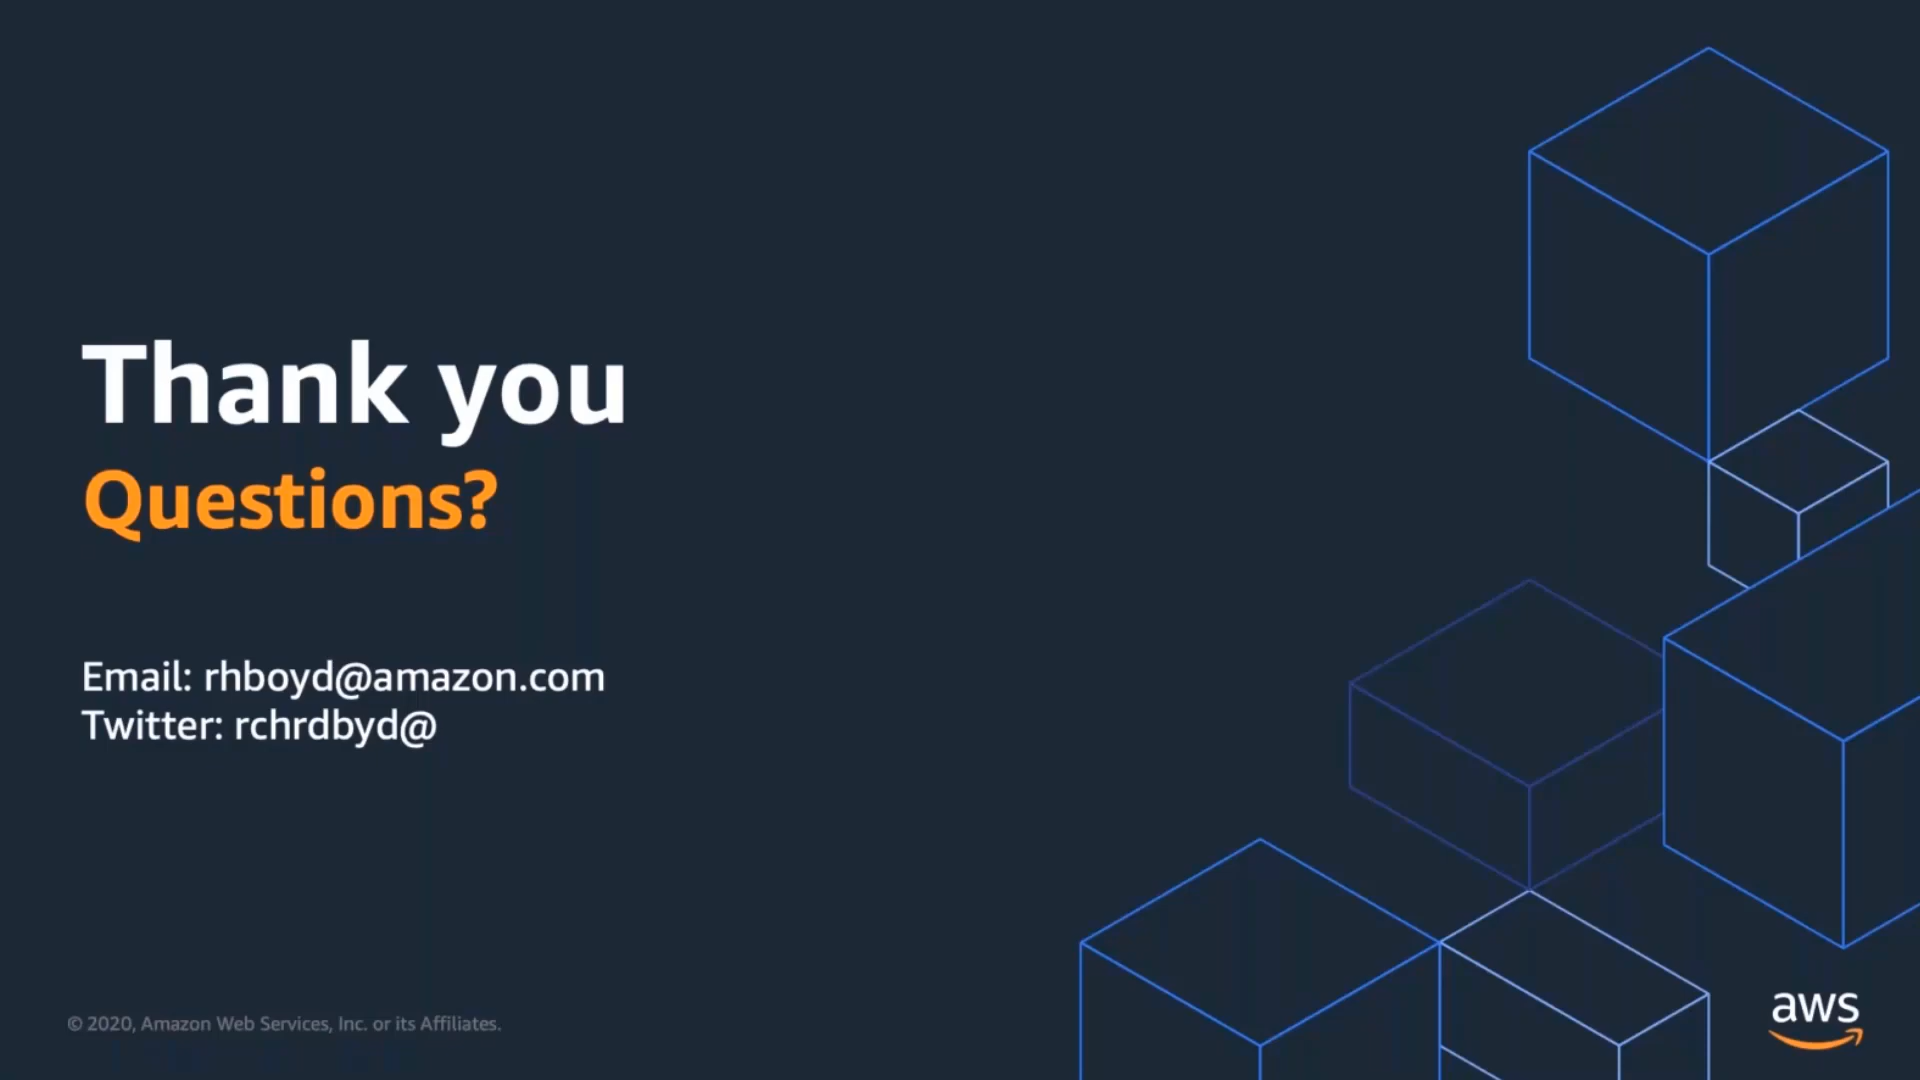 Thank you
Questions?
Email: rhboyd@amazon.com
Twitter: rchrdbyd@
© 2020, Amazon Web Services, Inc. or its Affiliates.
aws